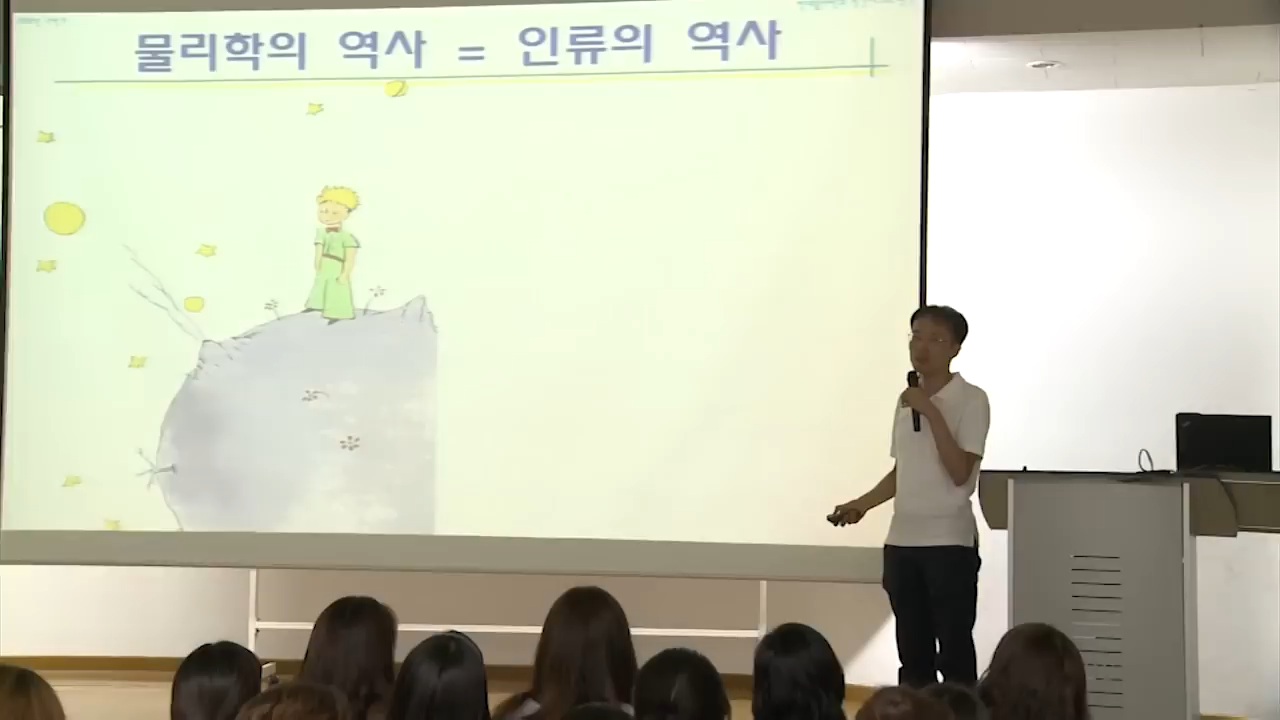 물리학의 역사 = 인류의 역사